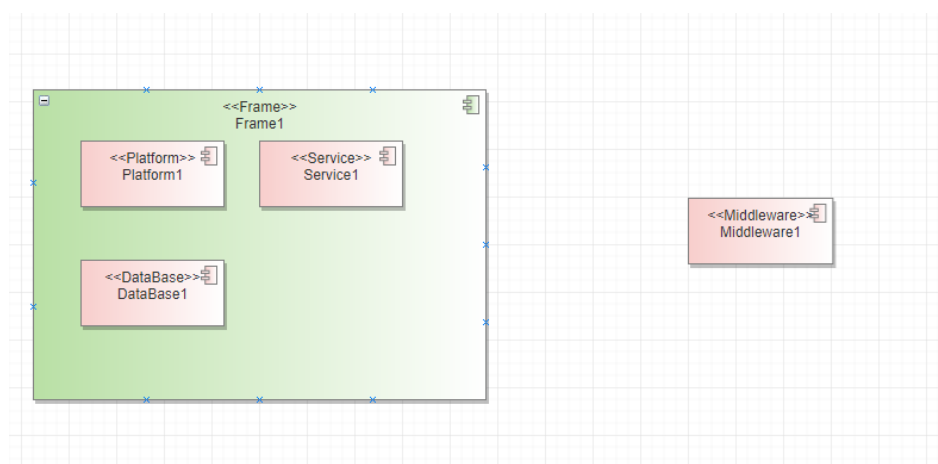 <<Frame>>
Frame1
<<Platform>>
Platform1
<<Service>>
Service1
<<DataBase>>
DataBase1
<<Middleware>>
Middleware1